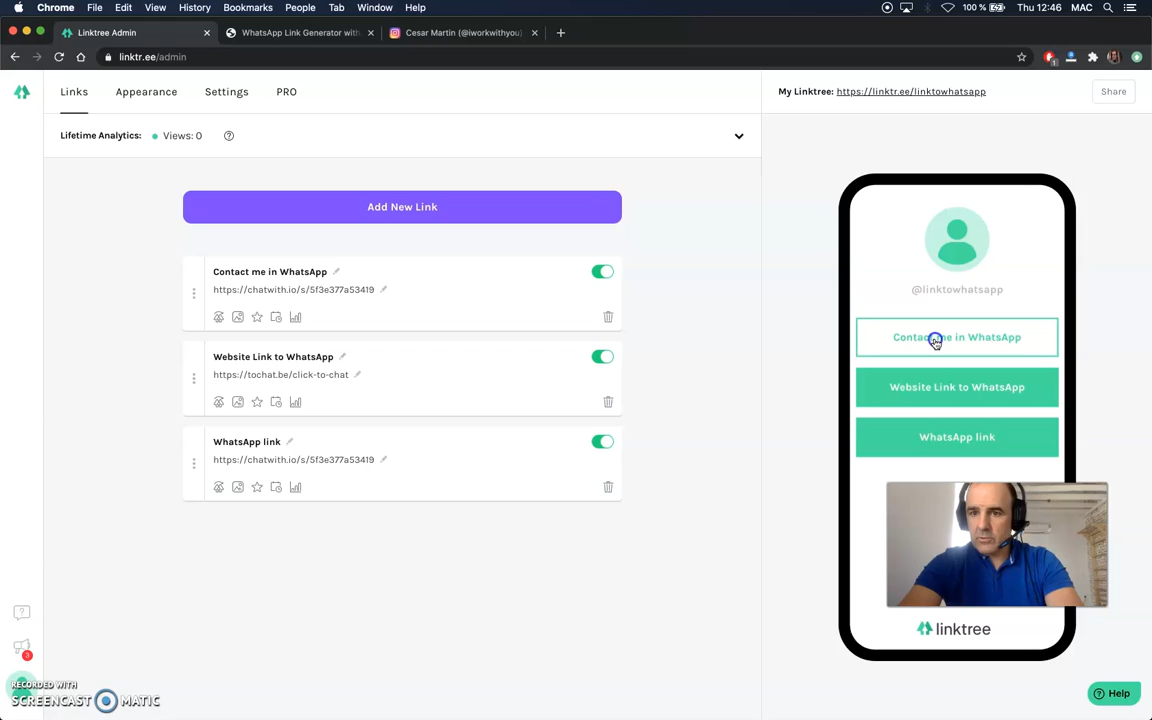 Chrome File Edit View History Bookmarks People Tab Window Help
100 % Thu 12:46 MAC
Linktree Admin
WhatsApp Link Generator with
Cesar Martin (@iworkwithyou)
linktr.ee/admin
Links Appearance Settings PRO
My Linktree: https://linktr.ee/linktowhatsapp
Share
Lifetime Analytics: Views: 0
Add New Link
Contact me in WhatsApp
https://chatwith.io/s/5f3e377a53419
Website Link to WhatsApp
https://tochat.be/click-to-chat
WhatsApp link
https://chatwith.io/s/5f3e377a53419
@linktowhatsapp
Contact me in WhatsApp
Website Link to WhatsApp
WhatsApp link
linktree
3
RECORDED WITH
SCREENCAST MATIC
Help